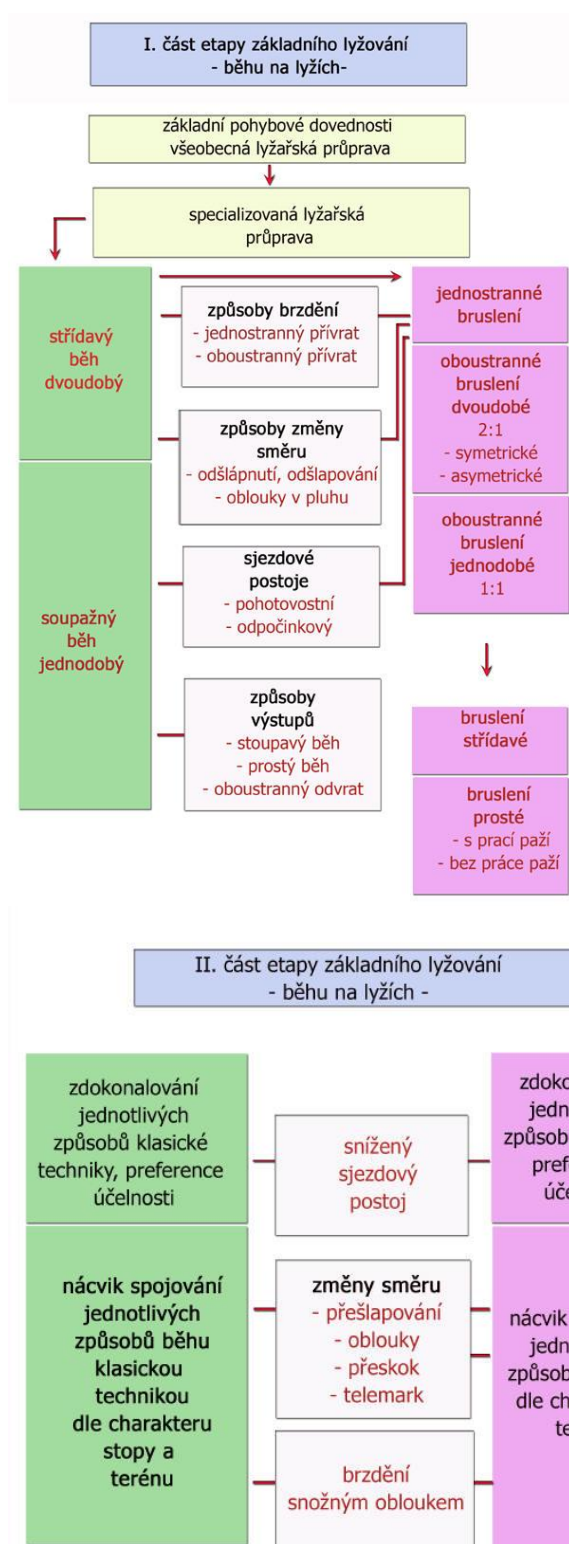 I. část etapy základního lyžování
- běhu na lyžích-
základní pohybové dovednosti
všeobecná lyžařská průprava
specializovaná lyžařská
průprava
střídavý
běh
dvoudobý
soupažný
běh
jednodobý
způsoby brzdění
- jednostranný přívrat
- oboustranný přívrat
způsoby změny
směru
- odšlápnutí, odšlapování
- oblouky v pluhu
sjezdové
postoje
- pohotovostní
- odpočinkový
způsoby
výstupů
- stoupavý běh
- prostý běh
- oboustranný odvrat
jednostranné
bruslení
oboustranné
bruslení
dvoudobé
2:1
- symetrické
- asymetrické
oboustranné
bruslení
jednodobé
1:1
bruslení
střídavé
bruslení
prosté
- s prací paží
- bez práce paží
II. část etapy základního lyžování
- běhu na lyžích -
zdokonalování
jednotlivých
způsobů klasické
techniky, preference
účelnosti
nácvik spojování
jednotlivých
způsobů běhu
klasickou
technikou
dle charakteru
stopy a
terénu
snížený
sjezdový
postoj
změny směru
- přešlapování
- oblouky
- přeskok
- telemark
brzdění
snožným obloukem
nácvik
dle